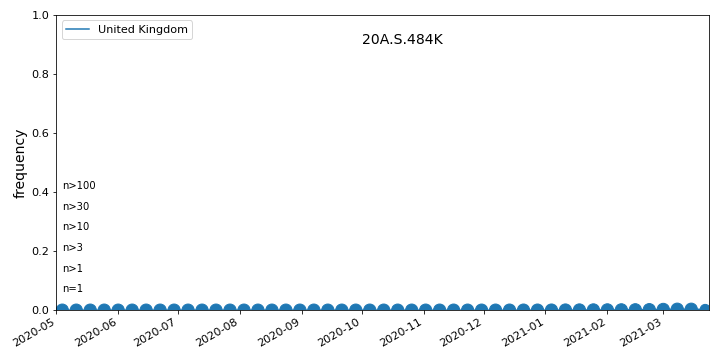 1.0
United Kingdom
20A.S.484K
0.8
0.6
frequency
0.4
n>100
n>30
n>10
0.2
n>3
n>1
n=1
0.0
2020-05
2020-06
2020-07
2020-08
2020-09
2020-10
2020-11
2020-12
2021-01
2021-02
2021-03